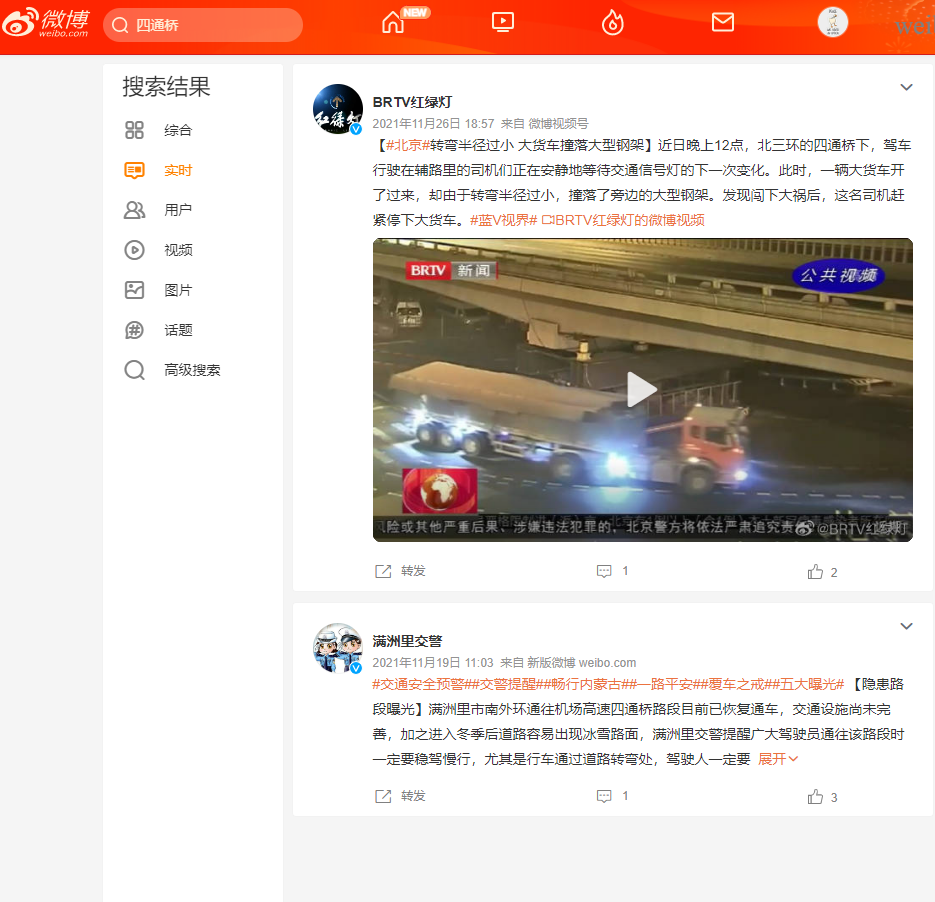 微博
weibo.com
四通桥
NEW
搜索结果
综合
实时
用户
视频
图片
话题
高级搜索
BRTV红绿灯
2021年11月26日 18:57 来自 微博视频号
【#北京#转弯半径过小 大货车撞落大型钢架】近日晚上12点，北三环的四通桥下，驾车
行驶在辅路里的司机们正在安静地等待交通信号灯的下一次变化。此时，一辆大货车开
了过来，却由于转弯半径过小，撞落了旁边的大型钢架。发现闯下大祸后，这名司机赶
紧停下大货车。#蓝V视界# BRTV红绿灯的微博视频
BRTV 新闻
公共视频
风险或其他严重后果、涉嫌违法犯罪的，北京警方将依法严肃追究责
@BRTV红绿灯
转发
1
2
满洲里交警
2021年11月19日 11:03 来自 新版微博 weibo.com
#交通安全预警##交警提醒##畅行内蒙古##一路平安##覆车之戒##五大曝光# 【隐患路
段曝光】满洲里市南外环通往机场高速四通桥路段目前已恢复通车，交通设施尚未完
善，加之进入冬季后道路容易出现冰雪路面，满洲里交警提醒广大驾驶员通往该路段时
一定要稳驾慢行，尤其是行车通过道路转弯处，驾驶人一定要 展开
转发
1
3